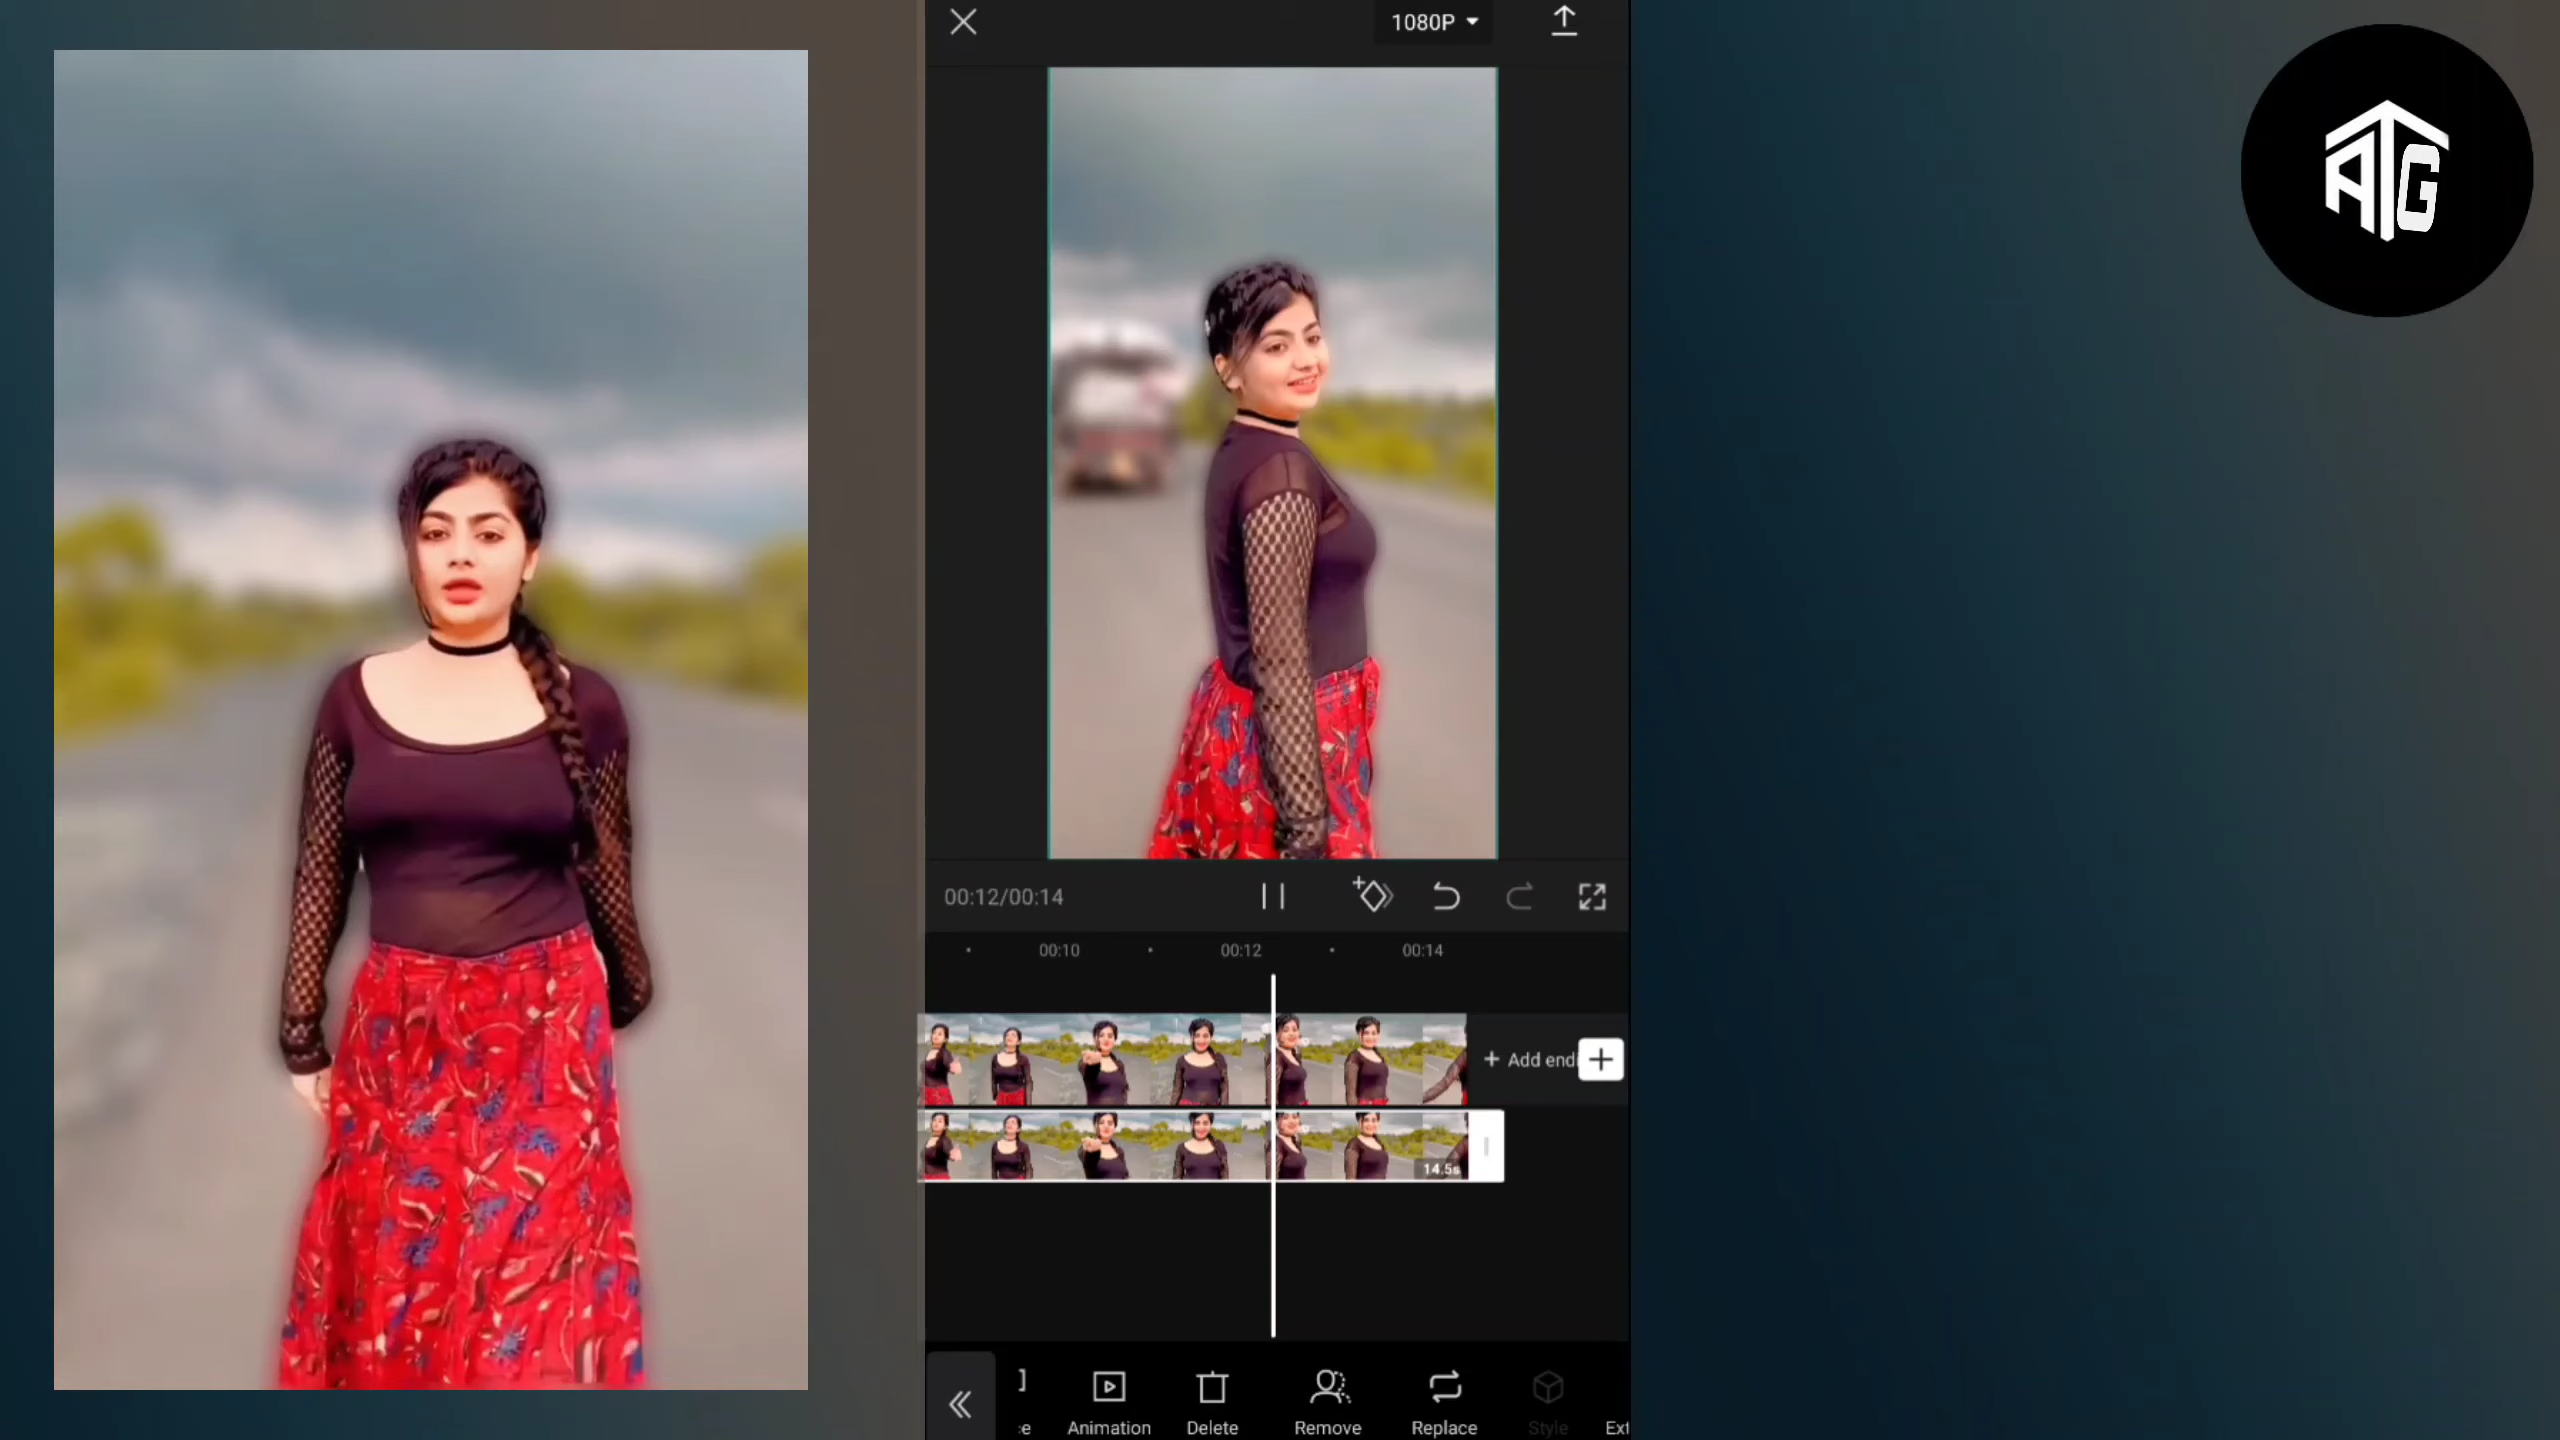 1080P
ATG
00:12/00:14
00:10
00:12
00:14
+ Add endi
14.5s
e
Animation
Delete
Remove
Replace
Style
Ext